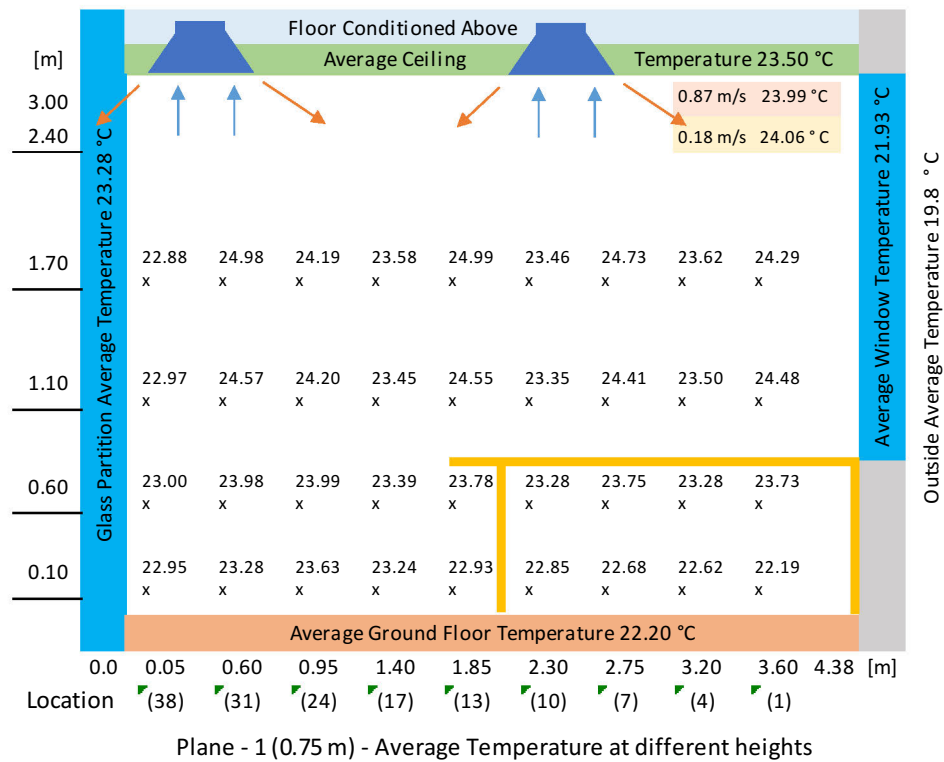 Floor Conditioned Above
[m] Average Ceiling Temperature 23.50 °C
3.00 0.87 m/s 23.99 °C
2.40 0.18 m/s 24.06 ° C
Glass Partition Average Temperature 23.28 °C
Average Window Temperature 21.93 °C
Outside Average Temperature 19.8 ° C
1.70 22.88 24.98 24.19 23.58 24.99 23.46 24.73 23.62 24.29
x x x x x x x x x
1.10 22.97 24.57 24.20 23.45 24.55 23.35 24.41 23.50 24.48
x x x x x x x x x
0.60 23.00 23.98 23.99 23.39 23.78 23.28 23.75 23.28 23.73
x x x x x x x x x
0.10 22.95 23.28 23.63 23.24 22.93 22.85 22.68 22.62 22.19
x x x x x x x x x
Average Ground Floor Temperature 22.20 °C
0.0 0.05 0.60 0.95 1.40 1.85 2.30 2.75 3.20 3.60 4.38 [m]
Location (38) (31) (24) (17) (13) (10) (7) (4) (1)
Plane - 1 (0.75 m) - Average Temperature at different heights